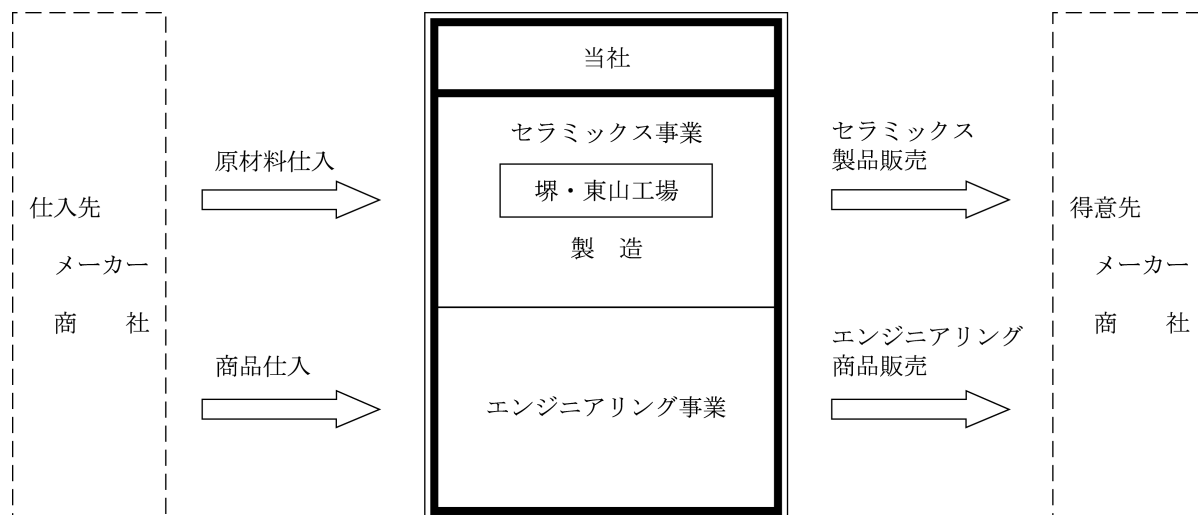 当社
セラミックス事業
堺・東山工場
製　造
エンジニアリング事業
仕入先
メーカー
商　　社
原材料仕入
商品仕入
セラミックス
製品販売
エンジニアリング
商品販売
得意先
メーカー
商　　社